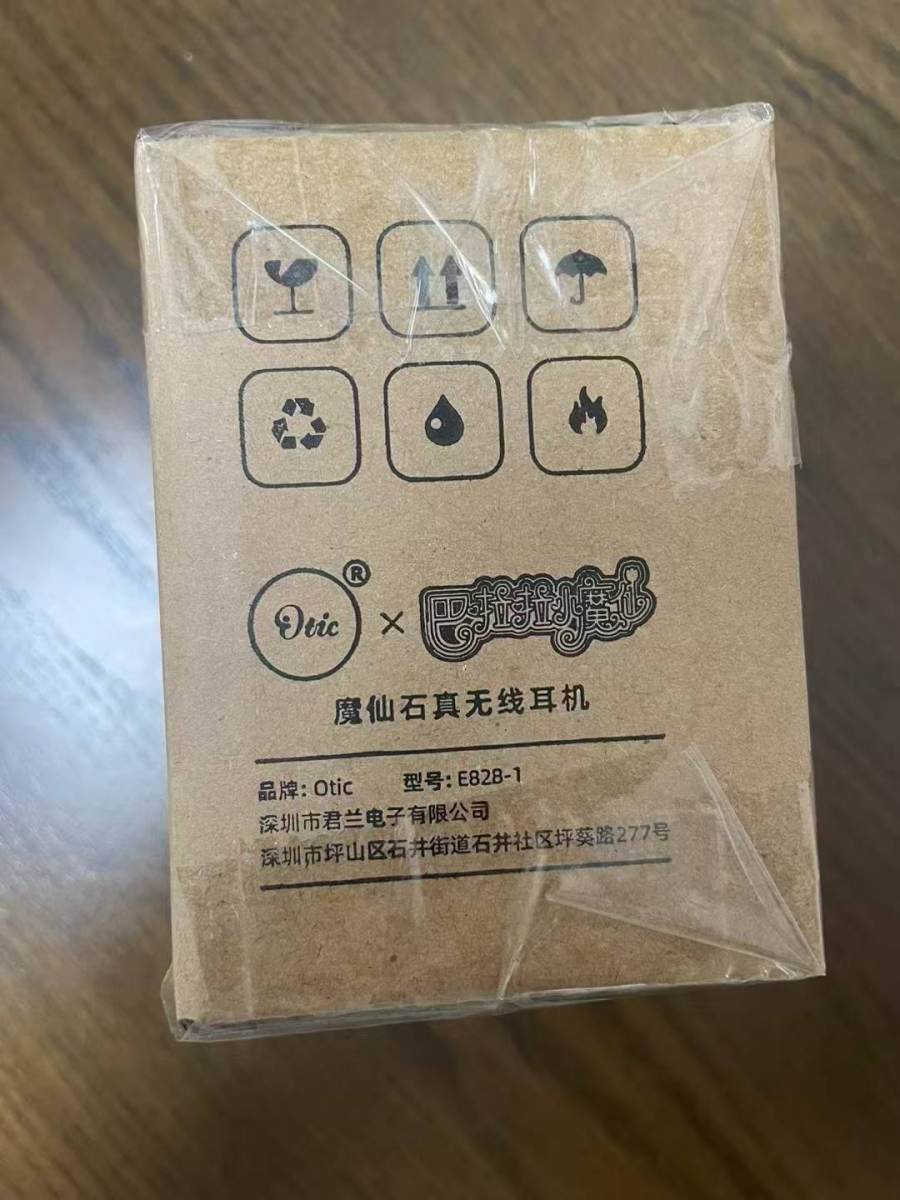 Otic® × 巴啦啦小魔仙
魔仙石真无线耳机
品牌: Otic 型号: E828-1
深圳市君兰电子有限公司
深圳市坪山区石井街道石井社区坪葵路277号